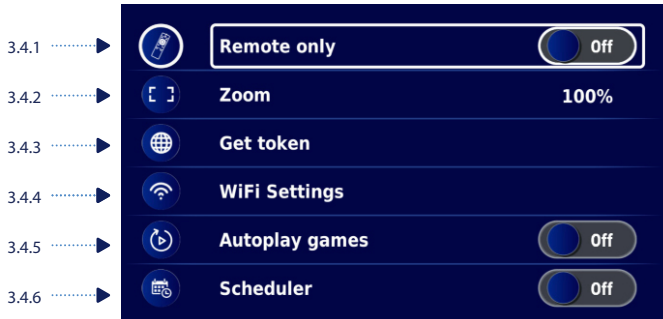 3.4.1 Remote only Off
3.4.2 Zoom 100%
3.4.3 Get token
3.4.4 WiFi Settings
3.4.5 Autoplay games Off
3.4.6 Scheduler Off